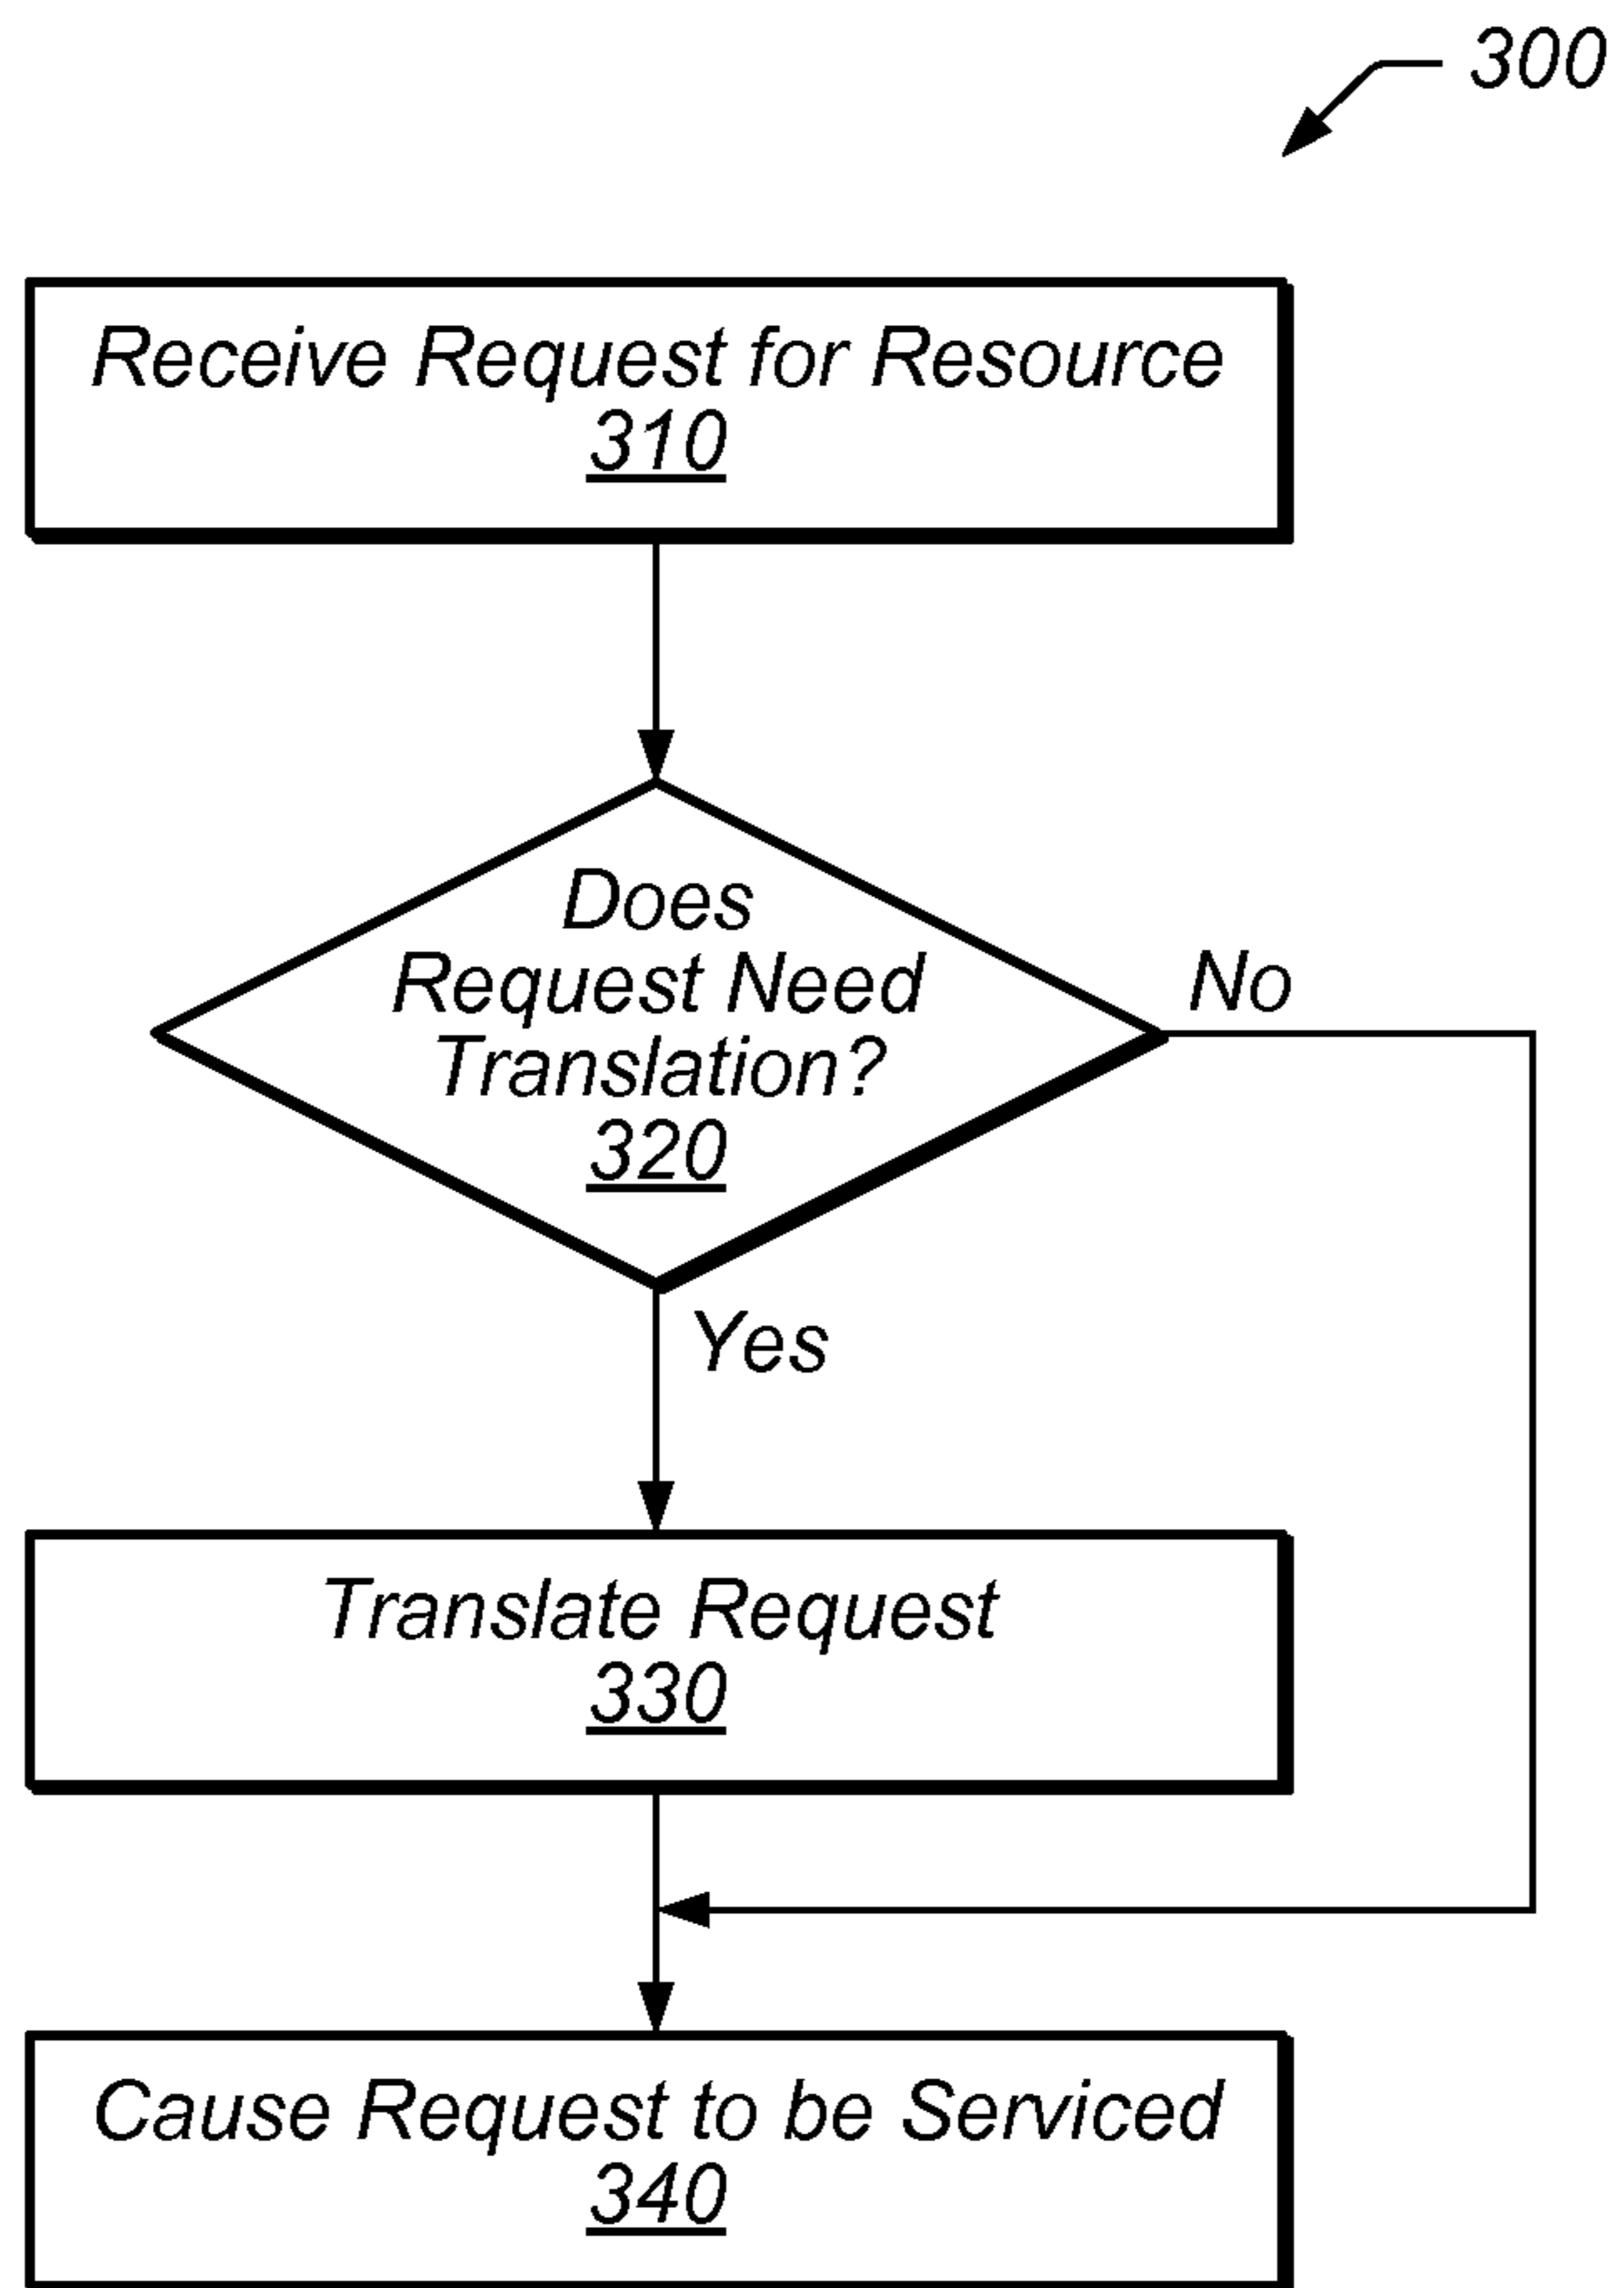 300
Receive Request for Resource
310
Does
Request Need
Translation?
320
No
Yes
Translate Request
330
Cause Request to be Serviced
340